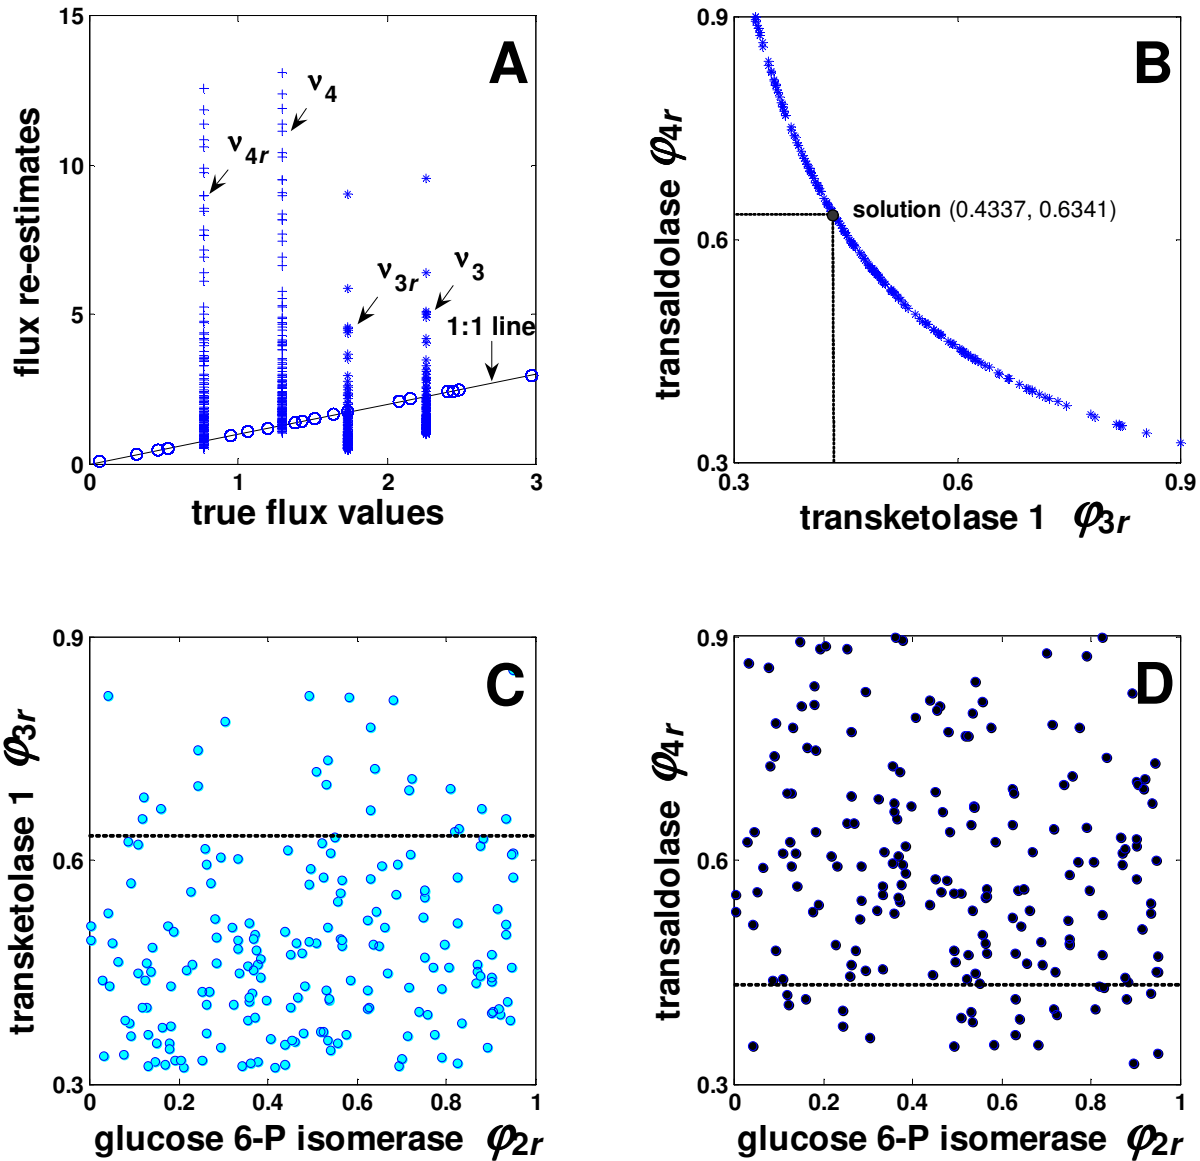 A
15
10
5
0
0
1
2
3
flux re-estimates
true flux values
ν4r
ν4
ν3r
ν3
1:1 line
B
0.9
0.6
0.3
0.3
0.6
0.9
transaldolase φ4r
transketolase 1 φ3r
solution (0.4337, 0.6341)
C
0.9
0.6
0.3
0
0.2
0.4
0.6
0.8
1
transketolase 1 φ3r
glucose 6-P isomerase φ2r
D
0.9
0.6
0.3
0
0.2
0.4
0.6
0.8
1
transaldolase φ4r
glucose 6-P isomerase φ2r